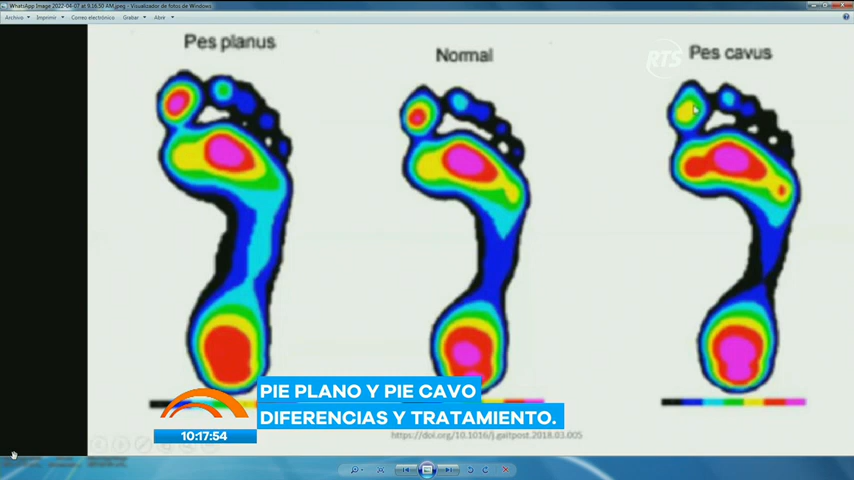 WhatsApp Image 2022-04-07 at 9.16.50 AM.jpeg - Visualizador de fotos de Windows
Archivo Imprimir Correo electrónico Grabar Abrir
Pes planus
Normal
Pes cavus
RTS
PIE PLANO Y PIE CAVO
DIFERENCIAS Y TRATAMIENTO.
10:17:54
https://doi.org/10.1016/j.gaitpost.2018.03.005